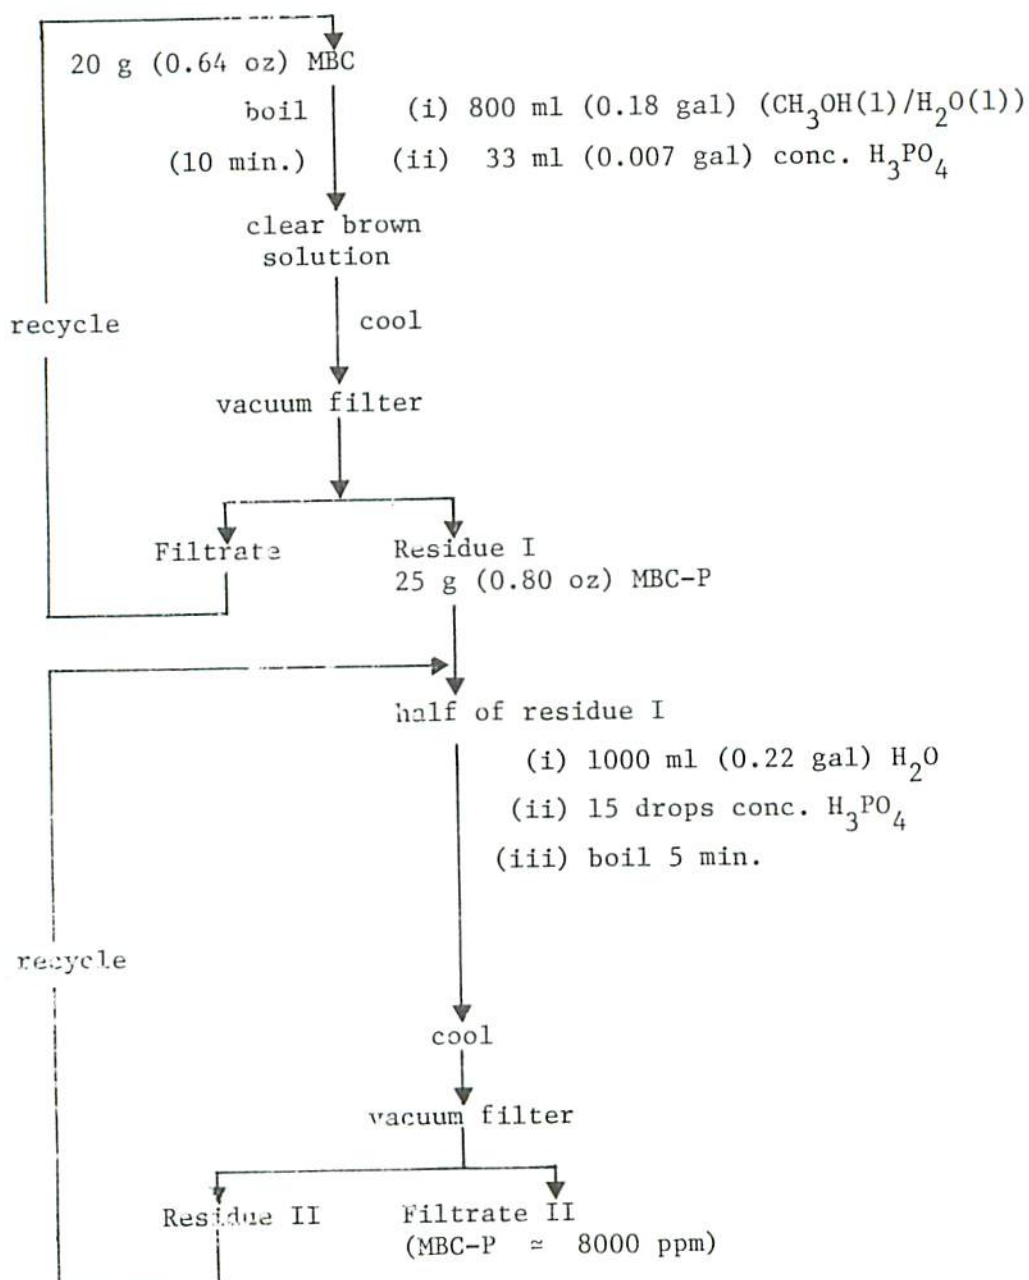 20 g (0.64 oz) MBC
boil (i) 800 ml (0.18 gal) (CH₃OH(1)/H₂O(1))
(10 min.) (ii) 33 ml (0.007 gal) conc. H₃PO₄
clear brown
solution
recycle
cool
vacuum filter
Filtrate
Residue I
25 g (0.80 oz) MBC-P
half of residue I
(i) 1000 ml (0.22 gal) H₂O
(ii) 15 drops conc. H₃PO₄
(iii) boil 5 min.
recycle
cool
vacuum filter
Residue II
Filtrate II
(MBC-P ≃ 8000 ppm)